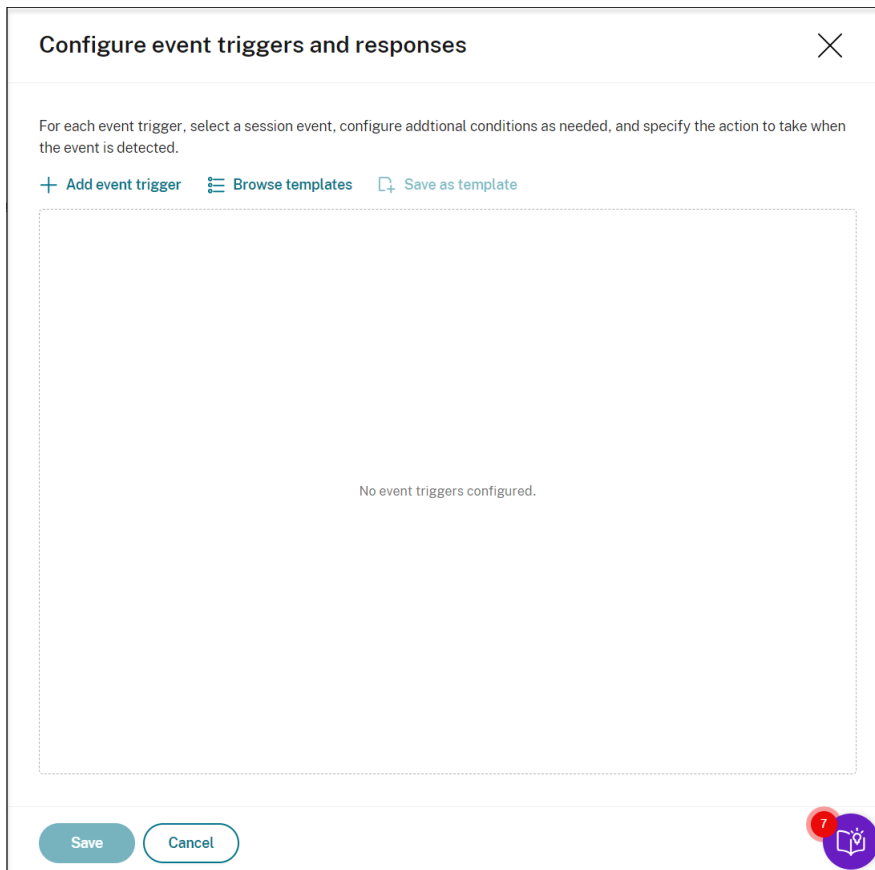 Configure event triggers and responses
For each event trigger, select a session event, configure addtional conditions as needed, and specify the action to take when
the event is detected.
Add event trigger Browse templates Save as template
No event triggers configured.
Save Cancel
7